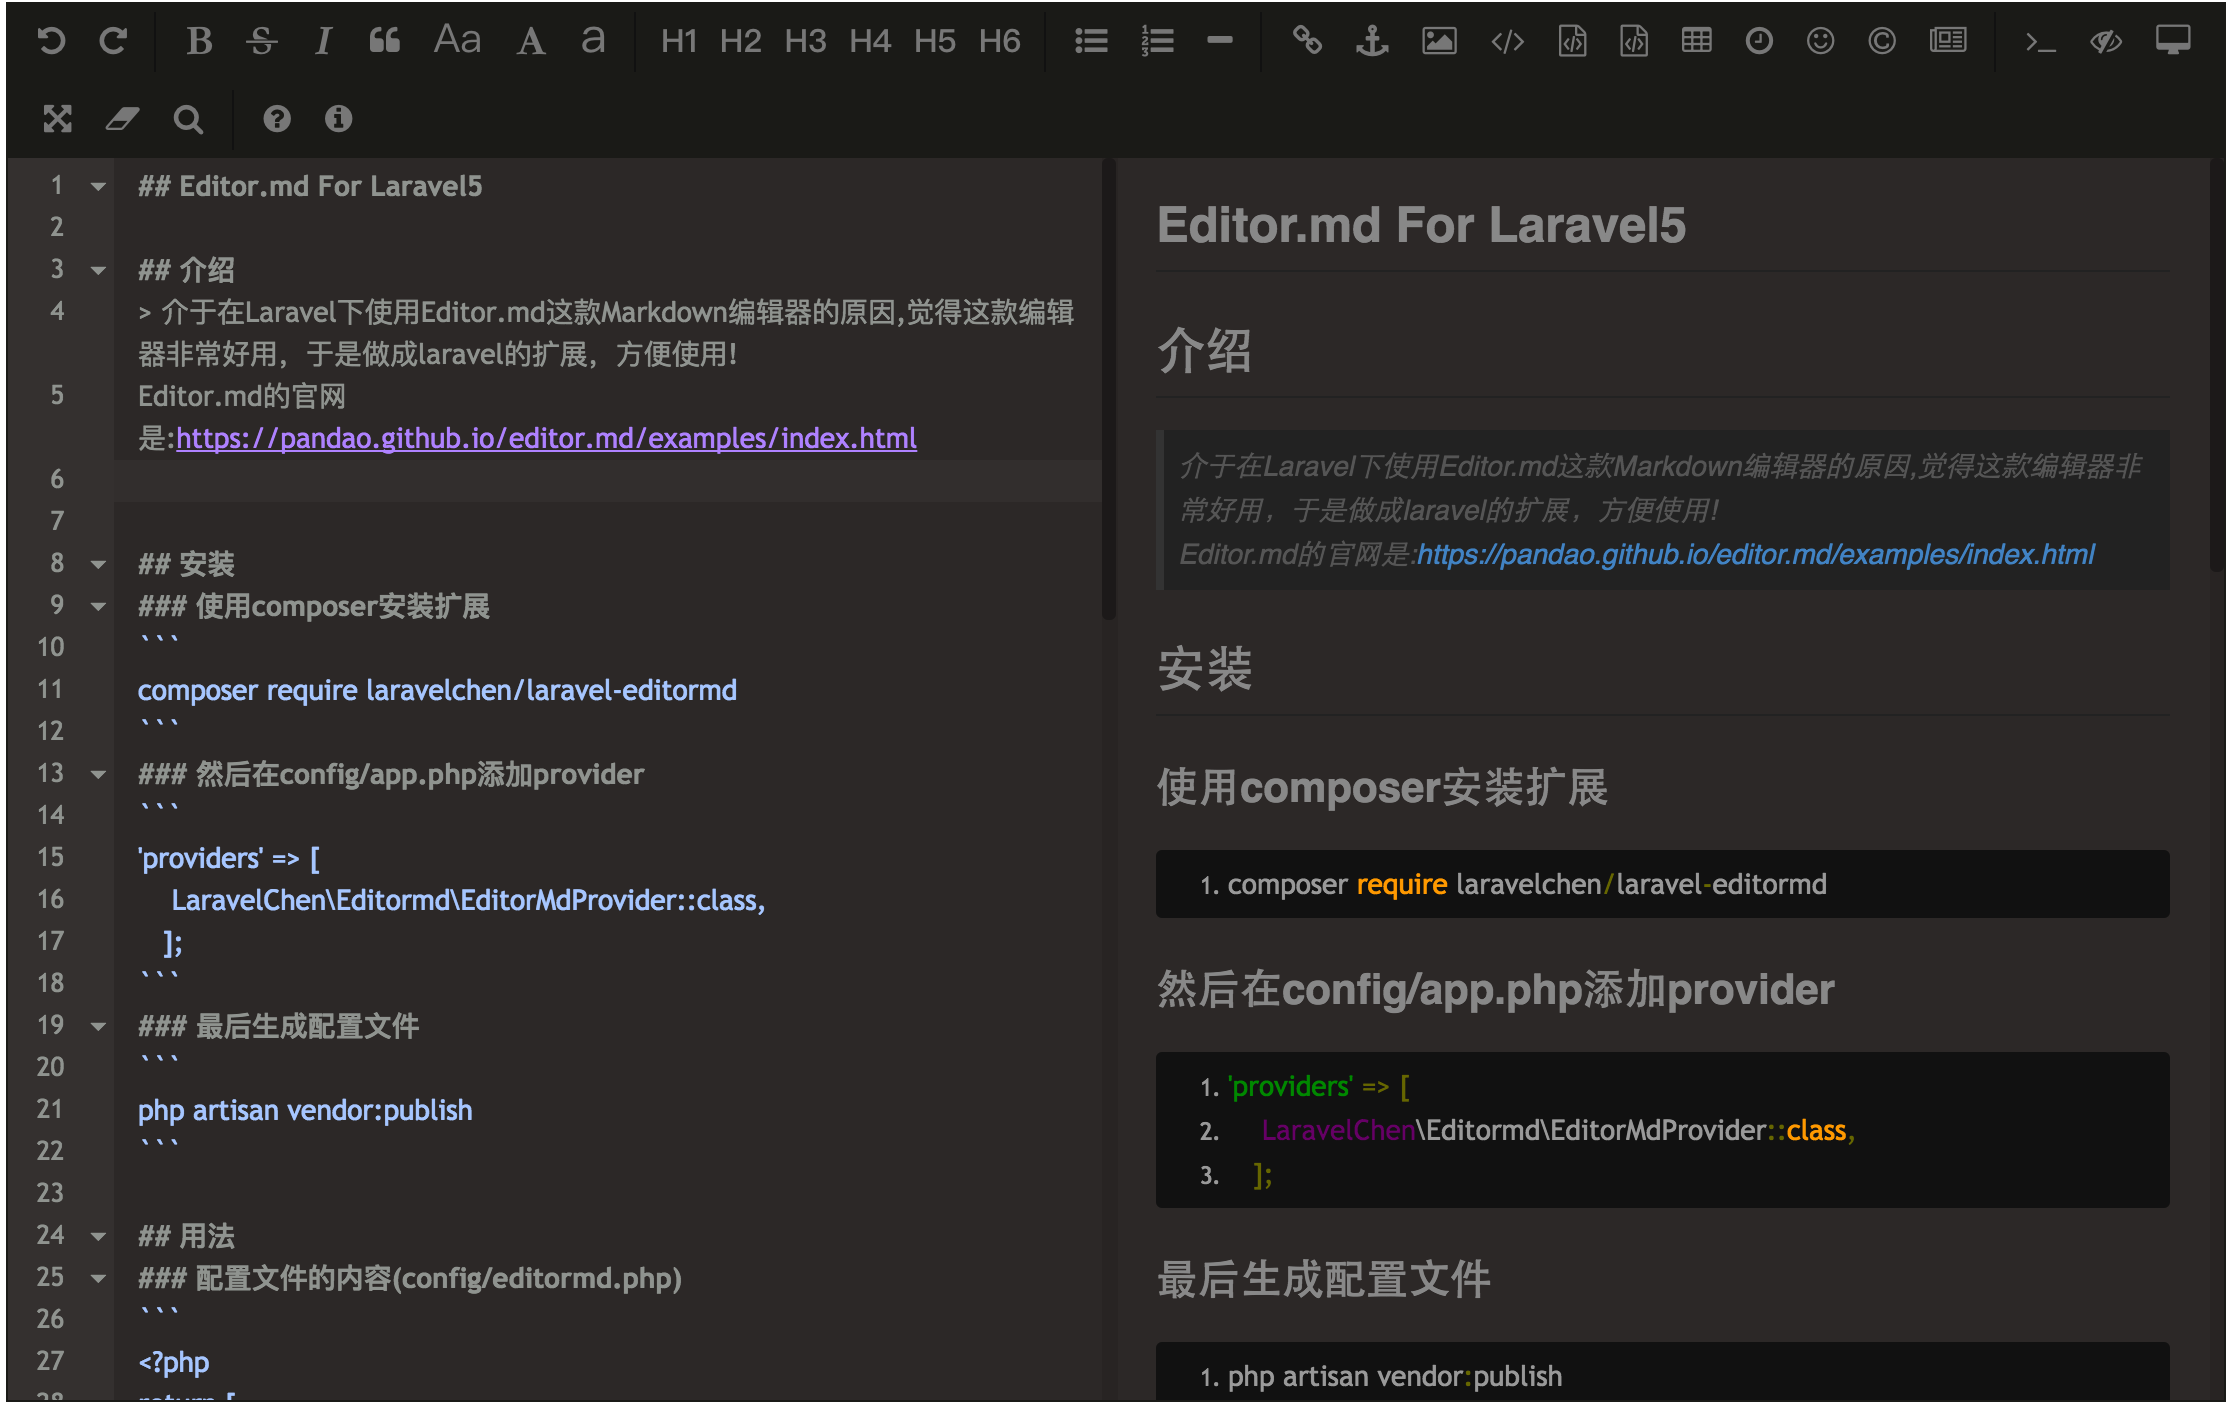 B S I Aa A a H1 H2 H3 H4 H5 H6
1 ## Editor.md For Laravel5
2
3 ## 介绍
4 > 介于在Laravel下使用Editor.md这款Markdown编辑器的原因,觉得这款编辑
器非常好用，于是做成laravel的扩展，方便使用！
5 Editor.md的官网
是:https://pandao.github.io/editor.md/examples/index.html
6
7
8 ## 安装
9 ### 使用composer安装扩展
10 ```
11 composer require laravelchen/laravel-editormd
12 ```
13 ### 然后在config/app.php添加provider
14 ```
15 'providers' => [
16 LaravelChen\Editormd\EditorMdProvider::class,
17 ];
18 ```
19 ### 最后生成配置文件
20 ```
21 php artisan vendor:publish
22 ```
23
24 ## 用法
25 ### 配置文件的内容(config/editormd.php)
26 ```
27 <?php
28 return [
Editor.md For Laravel5
介绍
介于在Laravel下使用Editor.md这款Markdown编辑器的原因,觉得这款编辑器非
常好用，于是做成laravel的扩展，方便使用！
Editor.md的官网是:https://pandao.github.io/editor.md/examples/index.html
安装
使用composer安装扩展
1. composer require laravelchen/laravel-editormd
然后在config/app.php添加provider
1. 'providers' => [
2. LaravelChen\Editormd\EditorMdProvider::class,
3. ];
最后生成配置文件
1. php artisan vendor:publish